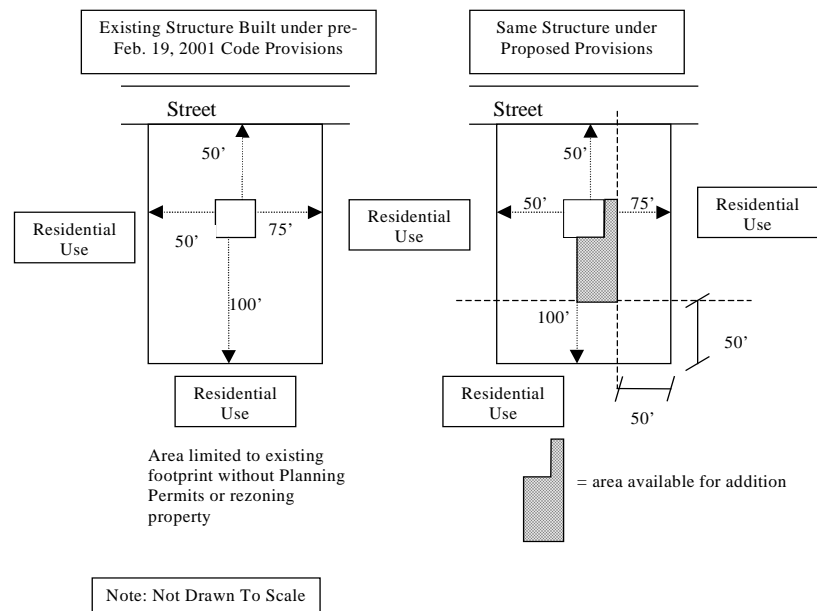 Existing Structure Built under pre-
Feb. 19, 2001 Code Provisions
Street
50’
50’
75’
100’
Residential
Use
Residential
Use
Area limited to existing
footprint without Planning
Permits or rezoning
property
Note: Not Drawn To Scale
Same Structure under
Proposed Provisions
Street
50’
50’
75’
100’
Residential
Use
Residential
Use
Residential
Use
50’
50’
= area available for addition